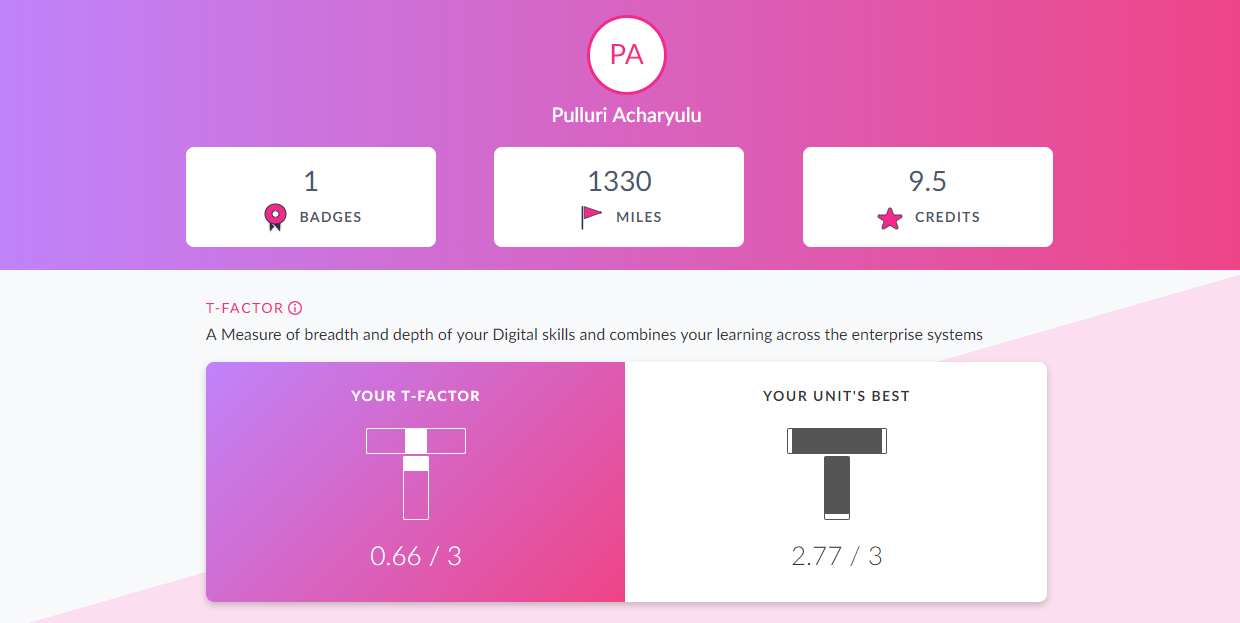 PA
Pulluri Acharyulu
1
BADGES
1330
MILES
9.5
CREDITS
T-FACTOR
A Measure of breadth and depth of your Digital skills and combines your learning across the enterprise systems
YOUR T-FACTOR
0.66 / 3
YOUR UNIT'S BEST
2.77 / 3